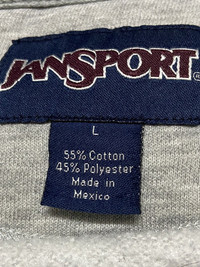 JANSPORT
L
55% Cotton
45% Polyester
Made in
Mexico